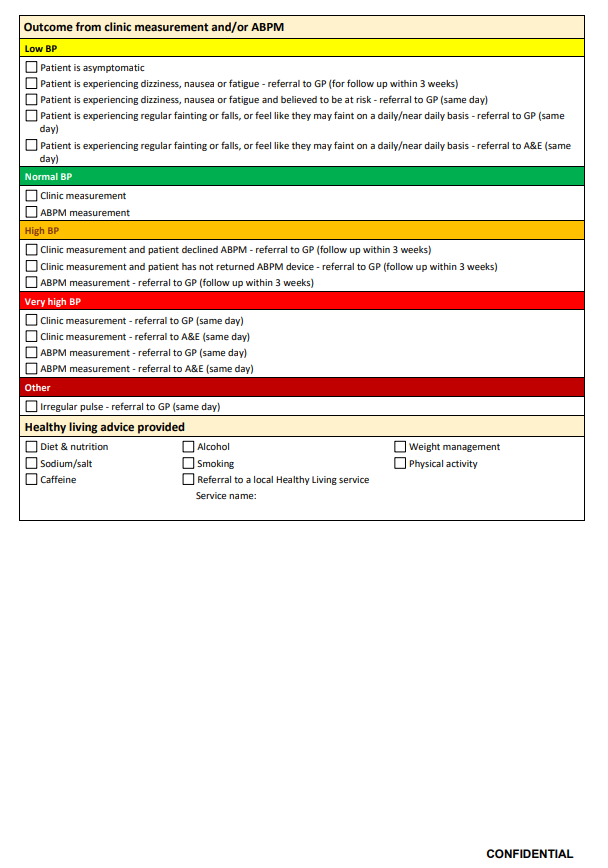 Outcome from clinic measurement and/or ABPM
Low BP
Patient is asymptomatic
Patient is experiencing dizziness, nausea or fatigue - referral to GP (for follow up within 3 weeks)
Patient is experiencing dizziness, nausea or fatigue and believed to be at risk - referral to GP (same day)
Patient is experiencing regular fainting or falls, or feel like they may faint on a daily/near daily basis - referral to GP (same
day)
Patient is experiencing regular fainting or falls, or feel like they may faint on a daily/near daily basis - referral to A&E (same
day)
Normal BP
Clinic measurement
ABPM measurement
High BP
Clinic measurement and patient declined ABPM - referral to GP (follow up within 3 weeks)
Clinic measurement and patient has not returned ABPM device - referral to GP (follow up within 3 weeks)
ABPM measurement - referral to GP (follow up within 3 weeks)
Very high BP
Clinic measurement - referral to GP (same day)
Clinic measurement - referral to A&E (same day)
ABPM measurement - referral to GP (same day)
ABPM measurement - referral to A&E (same day)
Other
Irregular pulse - referral to GP (same day)
Healthy living advice provided
Diet & nutrition Alcohol Weight management
Sodium/salt Smoking Physical activity
Caffeine Referral to a local Healthy Living service
Service name:
CONFIDENTIAL